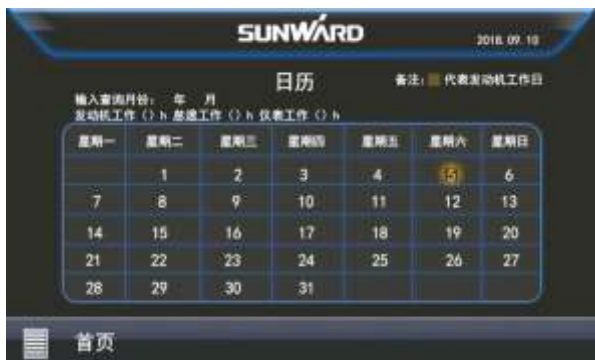 SUNWARD
2018. 09. 10
日历
备注: 代表发动机工作日
输入查询月份: 年 月
发动机工作 () h 怠速工作 () h 仪表工作 () h
星期一 星期二 星期三 星期四 星期五 星期六 星期日
1 2 3 4 5 6
7 8 9 10 11 12 13
14 15 16 17 18 19 20
21 22 23 24 25 26 27
28 29 30 31
首页